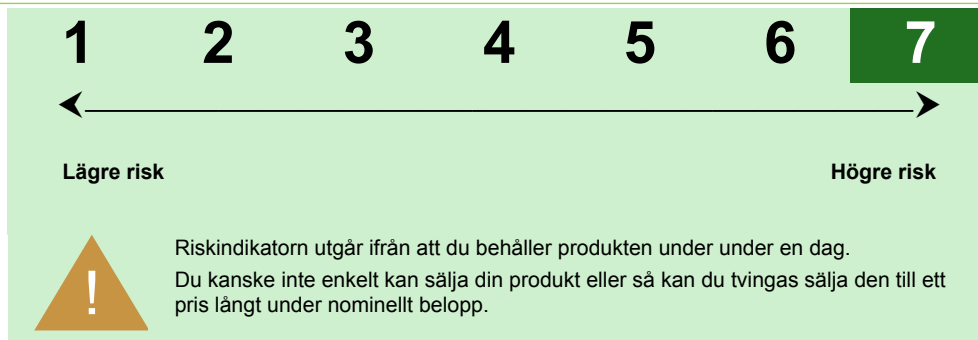 1 2 3 4 5 6 7
Lägre risk Högre risk
Riskindikatorn utgår ifrån att du behåller produkten under under en dag.
! Du kanske inte enkelt kan sälja din produkt eller så kan du tvingas sälja den till ett
pris långt under nominellt belopp.